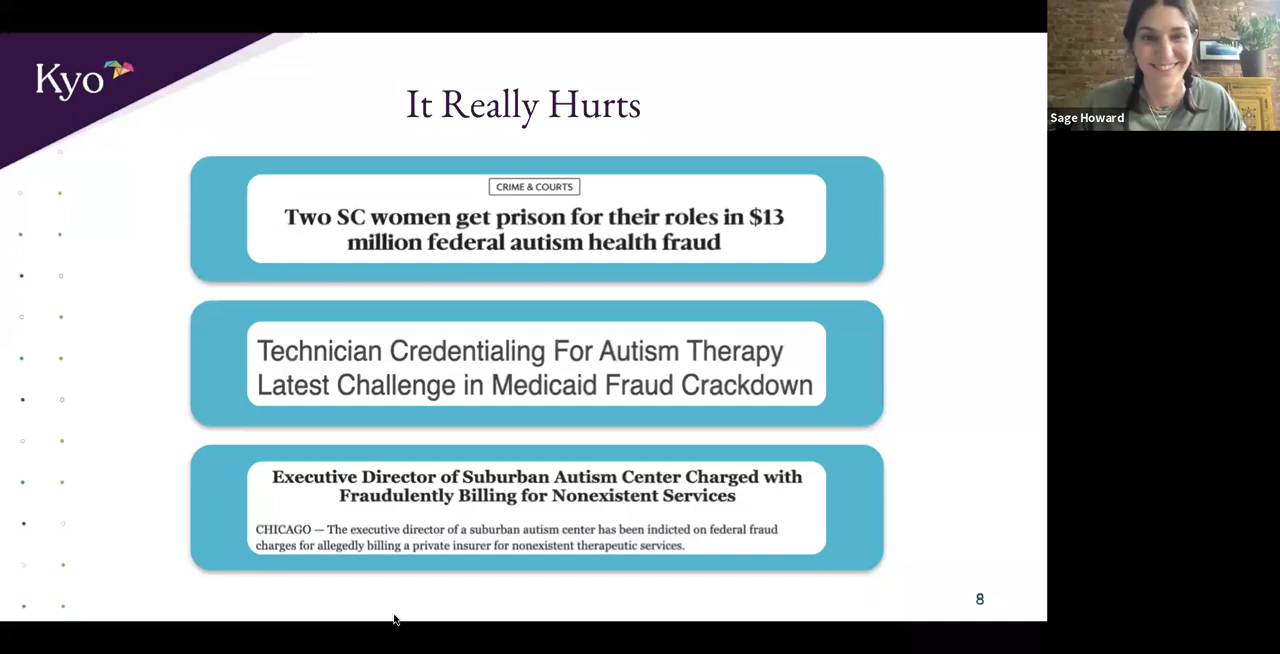 Kyo
It Really Hurts
Sage Howard
CRIME & COURTS
Two SC women get prison for their roles in $13
million federal autism health fraud
Technician Credentialing For Autism Therapy
Latest Challenge in Medicaid Fraud Crackdown
Executive Director of Suburban Autism Center Charged with
Fraudulently Billing for Nonexistent Services
CHICAGO — The executive director of a suburban autism center has been indicted on federal fraud
charges for allegedly billing a private insurer for nonexistent therapeutic services.
8